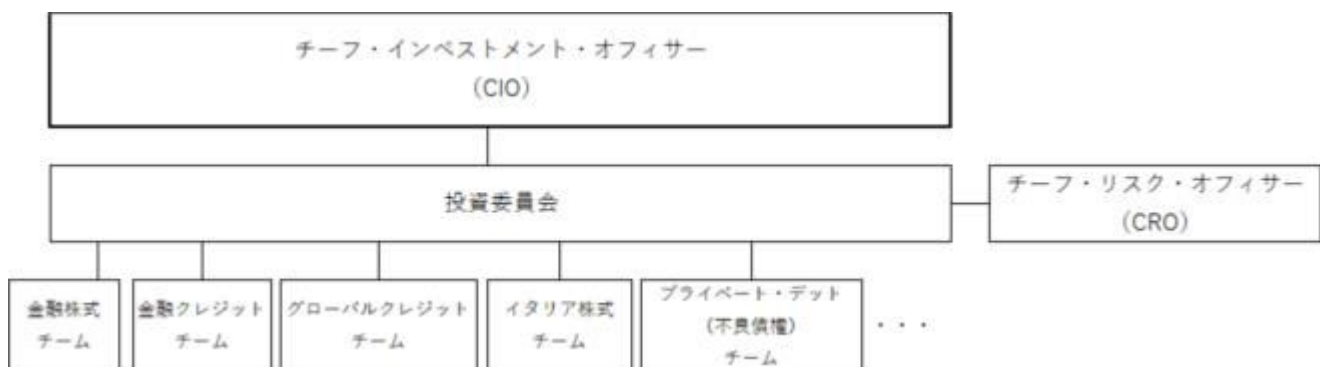 チーフ・インベストメント・オフィサー
（CIO）
投資委員会
チーフ・リスク・オフィサー
（CRO）
金融株式
チーム
金融クレジット
チーム
グローバルクレジット
チーム
イタリア株式
チーム
プライベート・デット
（不良債権）
チーム
・・・